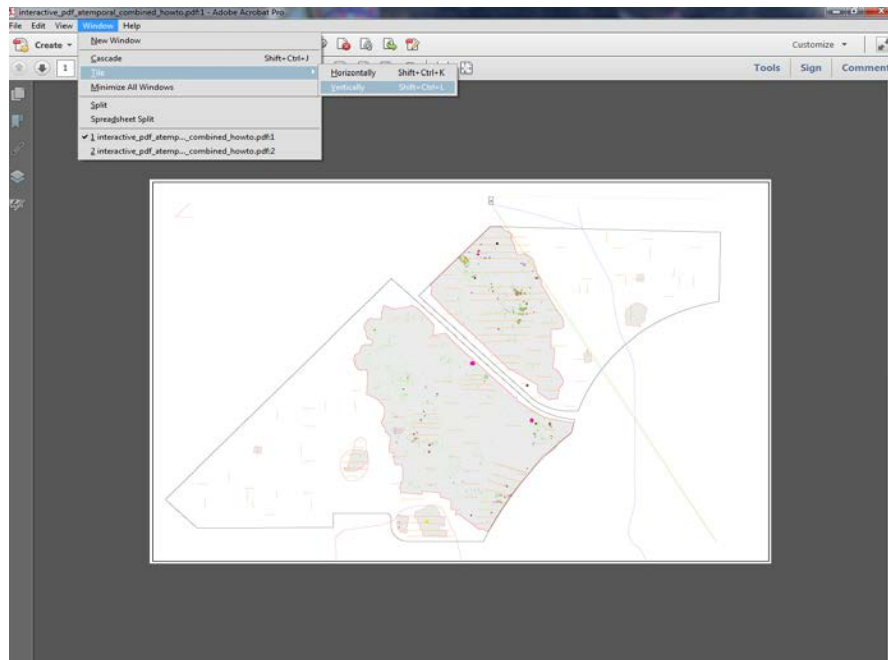 interactive_pdf_atemporal_combined_howto.pdf:1 - Adobe Acrobat Pro
File Edit View Window Help
Create
Customize
1
Tools Sign Comment
New Window
Cascade Shift+Ctrl+J
Tile
Horizontally Shift+Ctrl+K
Vertically Shift+Ctrl+L
Minimize All Windows
Split
Spreadsheet Split
1 interactive_pdf_atemp..._combined_howto.pdf:1
2 interactive_pdf_atemp..._combined_howto.pdf:2